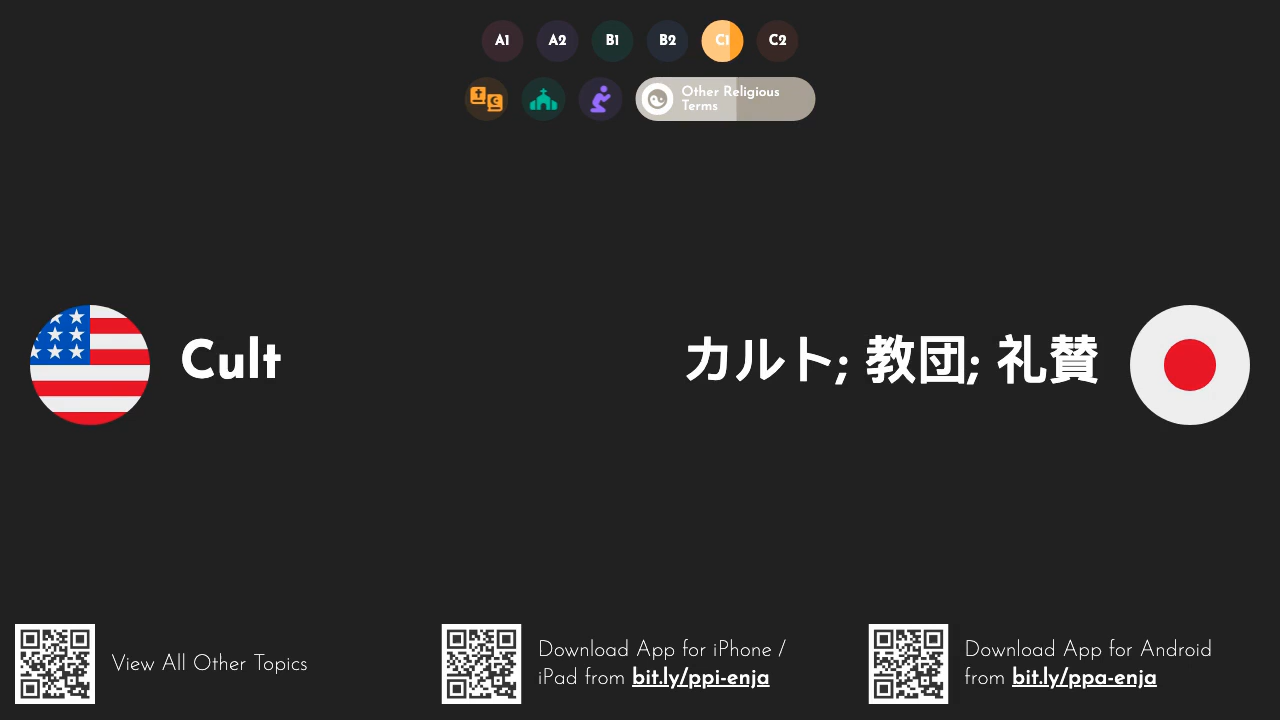 A1 A2 B1 B2 C1 C2
Other Religious
Terms
Cult
カルト; 教団; 礼賛
View All Other Topics
Download App for iPhone /
iPad from bit.ly/ppi-enja
Download App for Android
from bit.ly/ppa-enja